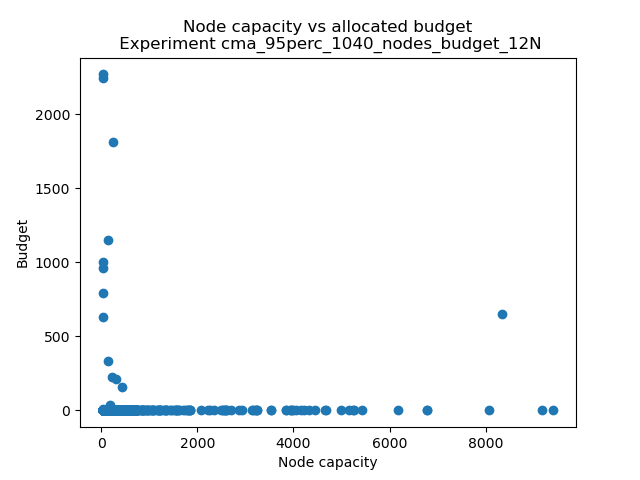 Node capacity vs allocated budget
Experiment cma_95perc_1040_nodes_budget_12N
2000
1500
1000
500
0
Budget
0 2000 4000 6000 8000
Node capacity